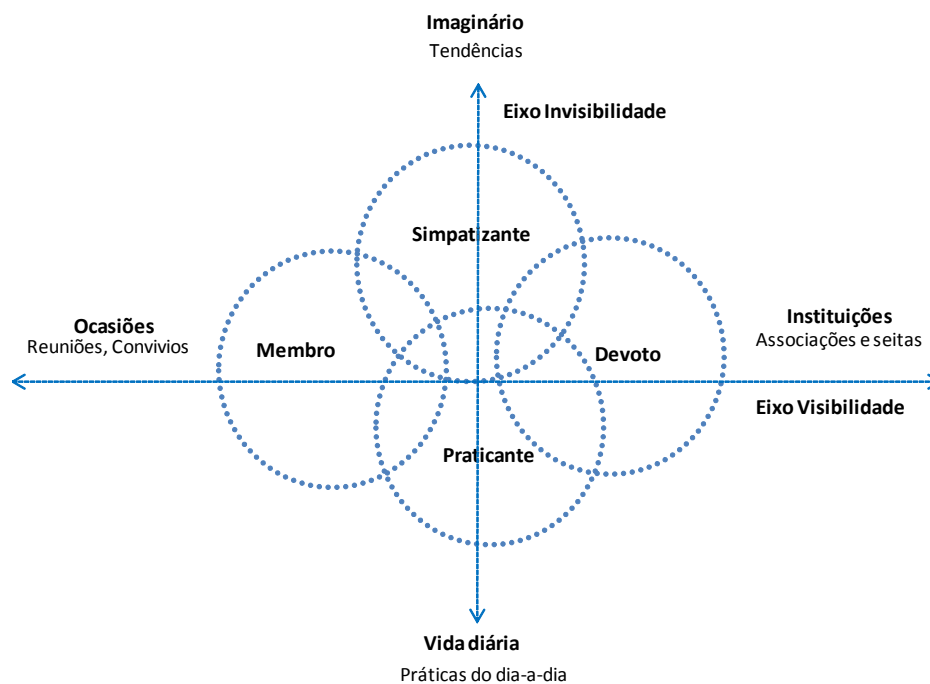 Imaginário
Tendências
Eixo Invisibilidade
Simpatizante
Ocasiões
Reuniões, Convivios
Membro
Devoto
Instituições
Associações e seitas
Eixo Visibilidade
Praticante
Vida diária
Práticas do dia-a-dia